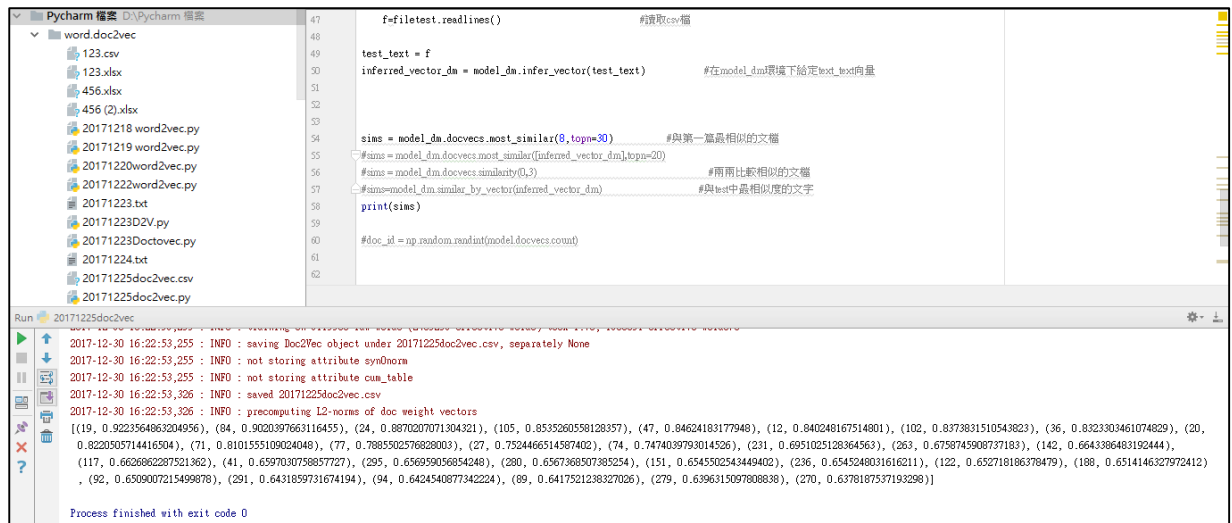 Pycharm 檔案 D:\Pycharm 檔案
word.doc2vec
123.csv
123.xlsx
456.xlsx
456 (2).xlsx
20171218 word2vec.py
20171219 word2vec.py
20171220word2vec.py
20171222word2vec.py
20171223.txt
20171223D2V.py
20171223Doctovec.py
20171224.txt
20171225doc2vec.csv
20171225doc2vec.py
47 f=filetest.readlines() #讀取csv檔
48
49 test_text = f
50 inferred_vector_dm = model_dm.infer_vector(test_text) #在model_dm環境下給定text_text向量
51
52
53
54 sims = model_dm.docvecs.most_similar(8,topn=30) #與第一篇最相似的文檔
55 #sims = model_dm.docvecs.most_similar([inferred_vector_dm],topn=20)
56 #sims = model_dm.docvecs.similarity(0,3) #兩兩比較相似的文檔
57 #sims=model_dm.similar_by_vector(inferred_vector_dm) #與test中最相似度的文字
58 print(sims)
59
60 #doc_id = np.random.randint(model.docvecs.count)
61
62
Run 20171225doc2vec
2017-12-30 16:22:53,255 : INFO : saving Doc2Vec object under 20171225doc2vec.csv, separately None
2017-12-30 16:22:53,255 : INFO : not storing attribute syn0norm
2017-12-30 16:22:53,255 : INFO : not storing attribute cum_table
2017-12-30 16:22:53,326 : INFO : saved 20171225doc2vec.csv
2017-12-30 16:22:53,326 : INFO : precomputing L2-norms of doc weight vectors
[(19, 0.9223564863204956), (84, 0.9020397663116455), (24, 0.8870207071304321), (105, 0.8535260558128357), (47, 0.84624183177948), (12, 0.840248167514801), (102, 0.8373831510543823), (36, 0.8323303461074829), (20,
0.8220505714416504), (71, 0.8101555109024048), (77, 0.7885502576828003), (27, 0.7524466514587402), (74, 0.7474039793014526), (231, 0.6951025128364563), (263, 0.6758745908737183), (142, 0.6643386483192444),
(117, 0.6626862287521362), (41, 0.6597030758857727), (295, 0.656959056854248), (280, 0.6567368507385254), (151, 0.6545502543449402), (236, 0.6545248031616211), (122, 0.652718186378479), (188, 0.6514146327972412)
, (92, 0.6509007215499878), (291, 0.6431859731674194), (94, 0.6424540877342224), (89, 0.6417521238327026), (279, 0.6396315097808838), (270, 0.6378187537193298)]
Process finished with exit code 0